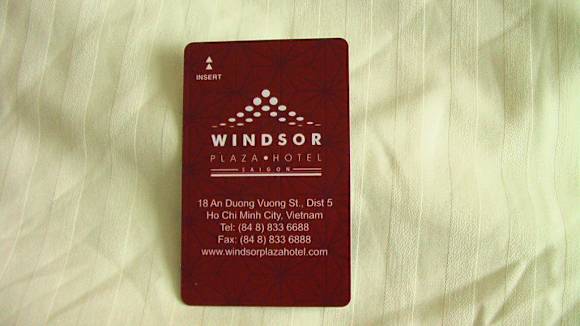 INSERT
WINDSOR
PLAZA • HOTEL
SAIGON
18 An Duong Vuong St., Dist 5
Ho Chi Minh City, Vietnam
Tel: (84 8) 833 6688
Fax: (84 8) 833 6888
www.windsorplazahotel.com